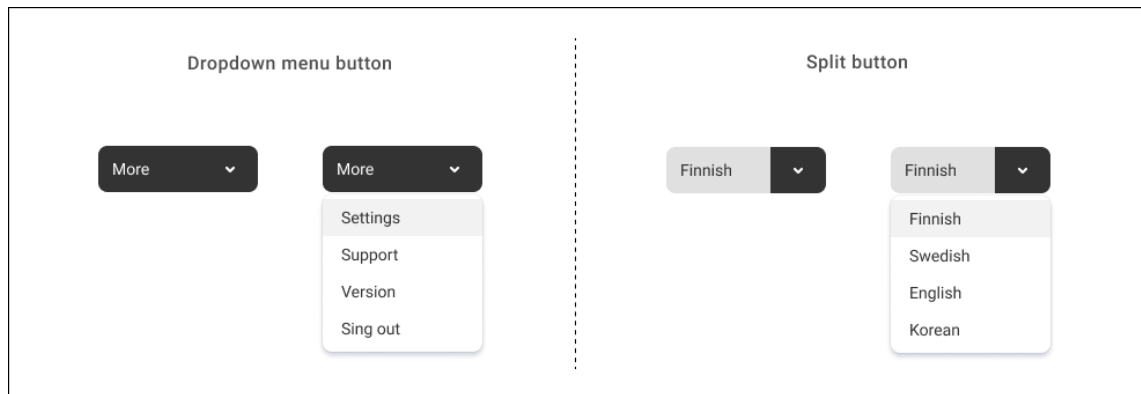 Dropdown menu button
More
More
Settings
Support
Version
Sing out
Split button
Finnish
Finnish
Finnish
Swedish
English
Korean